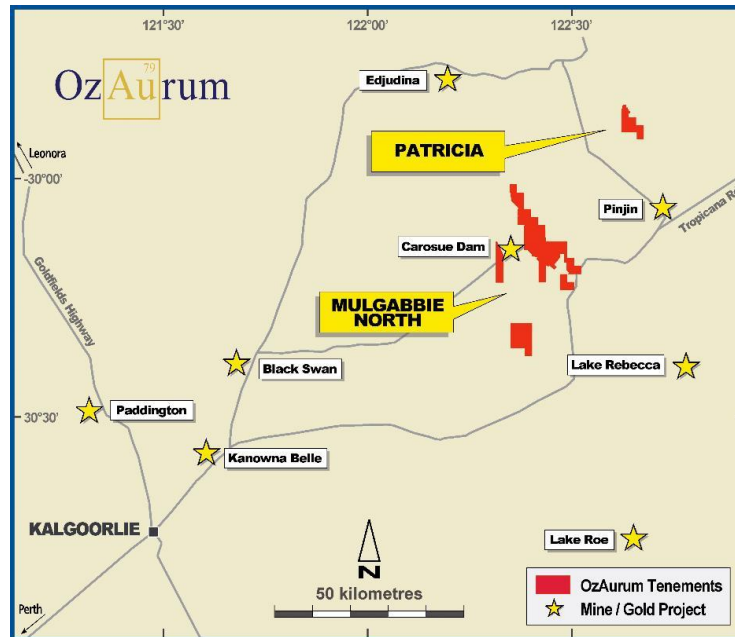 121°30'
122°00'
122°30'
79
OzAurum
Edjudina
PATRICIA
Leonora
-30°00'
Pinjin
Carosue Dam
Goldfields Highway
MULGABBIE
NORTH
Black Swan
Lake Rebecca
Paddington
30°30'
Kanowna Belle
KALGOORLIE
Lake Roe
N
50 kilometres
OzAurum Tenements
Mine / Gold Project
Perth